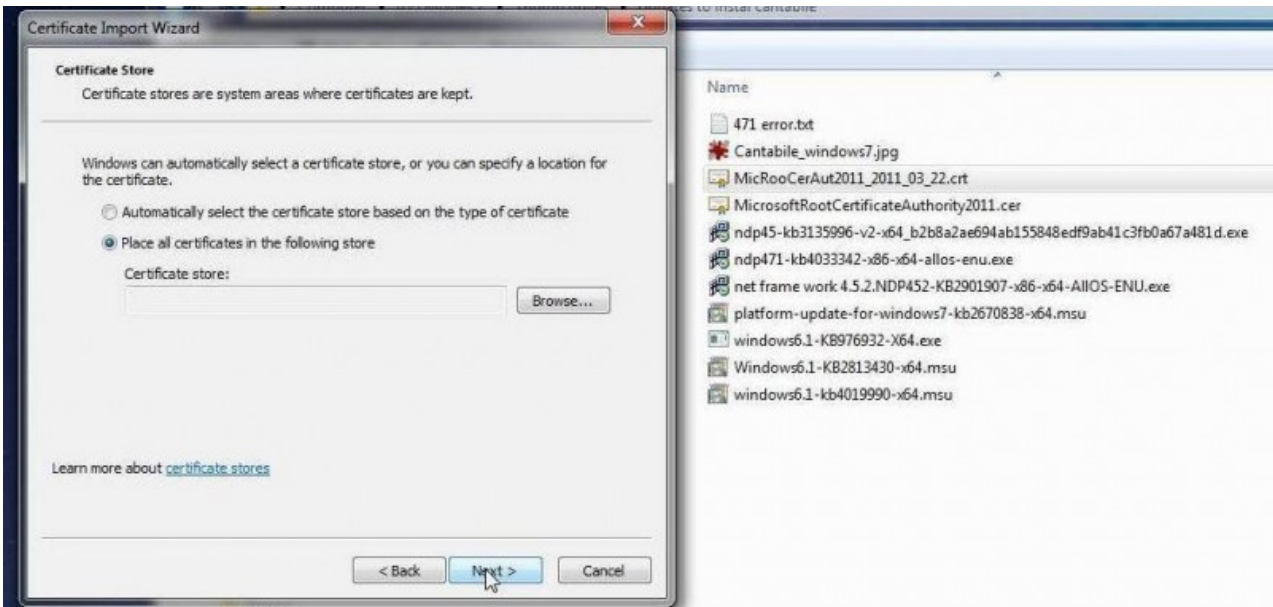 to instal cantabile
Certificate Import Wizard
Certificate Store
Certificate stores are system areas where certificates are kept.
Windows can automatically select a certificate store, or you can specify a location for
the certificate.
Automatically select the certificate store based on the type of certificate
Place all certificates in the following store
Certificate store:
Browse...
Learn more about certificate stores
< Back
Next >
Cancel
Name
471 error.txt
Cantabile_windows7.jpg
MicRooCerAut2011_2011_03_22.crt
MicrosoftRootCertificateAuthority2011.cer
ndp45-kb3135996-v2-x64_b2b8a2ae694ab155848edf9ab41c3fb0a67a481d.exe
ndp471-kb4033342-x86-x64-allos-enu.exe
net frame work 4.5.2.NDP452-KB2901907-x86-x64-AllOS-ENU.exe
platform-update-for-windows7-kb2670838-x64.msu
windows6.1-KB976932-X64.exe
Windows6.1-KB2813430-x64.msu
windows6.1-kb4019990-x64.msu